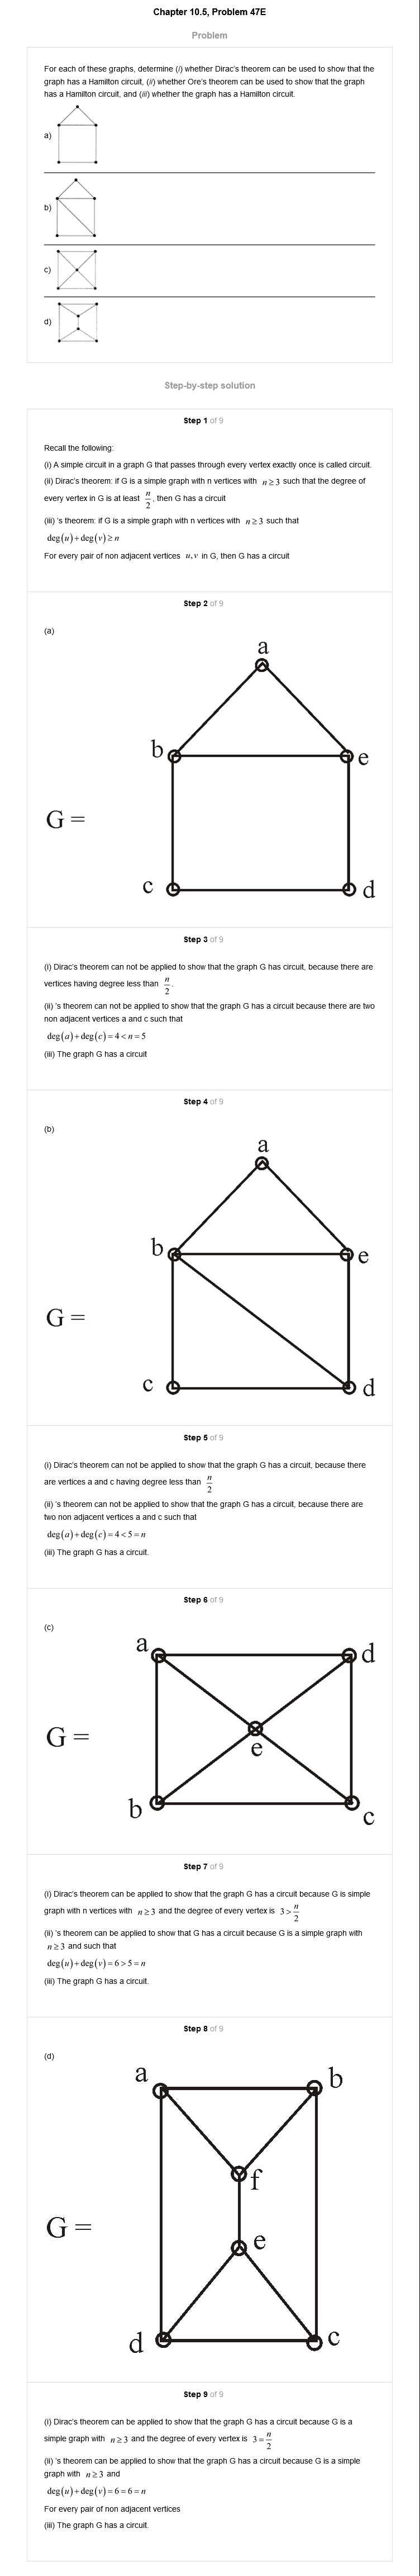 Chapter 10.5, Problem 47E
Problem
For each of these graphs, determine (i) whether Dirac's theorem can be used to show that the
graph has a Hamilton circuit, (ii) whether Ore's theorem can be used to show that the graph
has a Hamilton circuit, and (iii) whether the graph has a Hamilton circuit.
a)
b)
c)
d)
Step-by-step solution
Step 1 of 9
Recall the following:
(i) A simple circuit in a graph G that passes through every vertex exactly once is called circuit.
(ii) Dirac's theorem: if G is a simple graph with n vertices with n ≥ 3 such that the degree of
every vertex in G is at least n/2, then G has a circuit
(iii) 's theorem: if G is a simple graph with n vertices with n ≥ 3 such that
deg(u)+deg(v) ≥ n
For every pair of non adjacent vertices u,v in G, then G has a circuit
Step 2 of 9
(a)
a
b
e
G =
c
d
Step 3 of 9
(i) Dirac's theorem can not be applied to show that the graph G has circuit, because there are
vertices having degree less than n/2.
(ii) 's theorem can not be applied to show that the graph G has a circuit because there are two
non adjacent vertices a and c such that
deg(a)+deg(c) = 4 < n = 5
(iii) The graph G has a circuit
Step 4 of 9
(b)
a
b
e
G =
c
d
Step 5 of 9
(i) Dirac's theorem can not be applied to show that the graph G has a circuit, because there
are vertices a and c having degree less than n/2
(ii) 's theorem can not be applied to show that the graph G has a circuit, because there are
two non adjacent vertices a and c such that
deg(a)+deg(c) = 4 < 5 = n
(iii) The graph G has a circuit.
Step 6 of 9
(c)
a
d
G =
e
b
c
Step 7 of 9
(i) Dirac's theorem can be applied to show that the graph G has a circuit because G is simple
graph with n vertices with n ≥ 3 and the degree of every vertex is 3 > n/2
(ii) 's theorem can be applied to show that G has a circuit because G is a simple graph with
n ≥ 3 and such that
deg(u)+deg(v) = 6 > 5 = n
(iii) the graph G has a circuit.
Step 8 of 9
(d)
a
b
f
G =
e
d
c
Step 9 of 9
(i) Dirac's theorem can be applied to show that the graph G has a circuit because G is a
simple graph with n ≥ 3 and the degree of every vertex is 3 = n/2
(ii) 's theorem can be applied to show that the graph G has a circuit because G is a simple
graph with n ≥ 3 and
deg(u)+deg(v) = 6 = 6 = n
For every pair of non adjacent vertices
(iii) The graph G has a circuit.